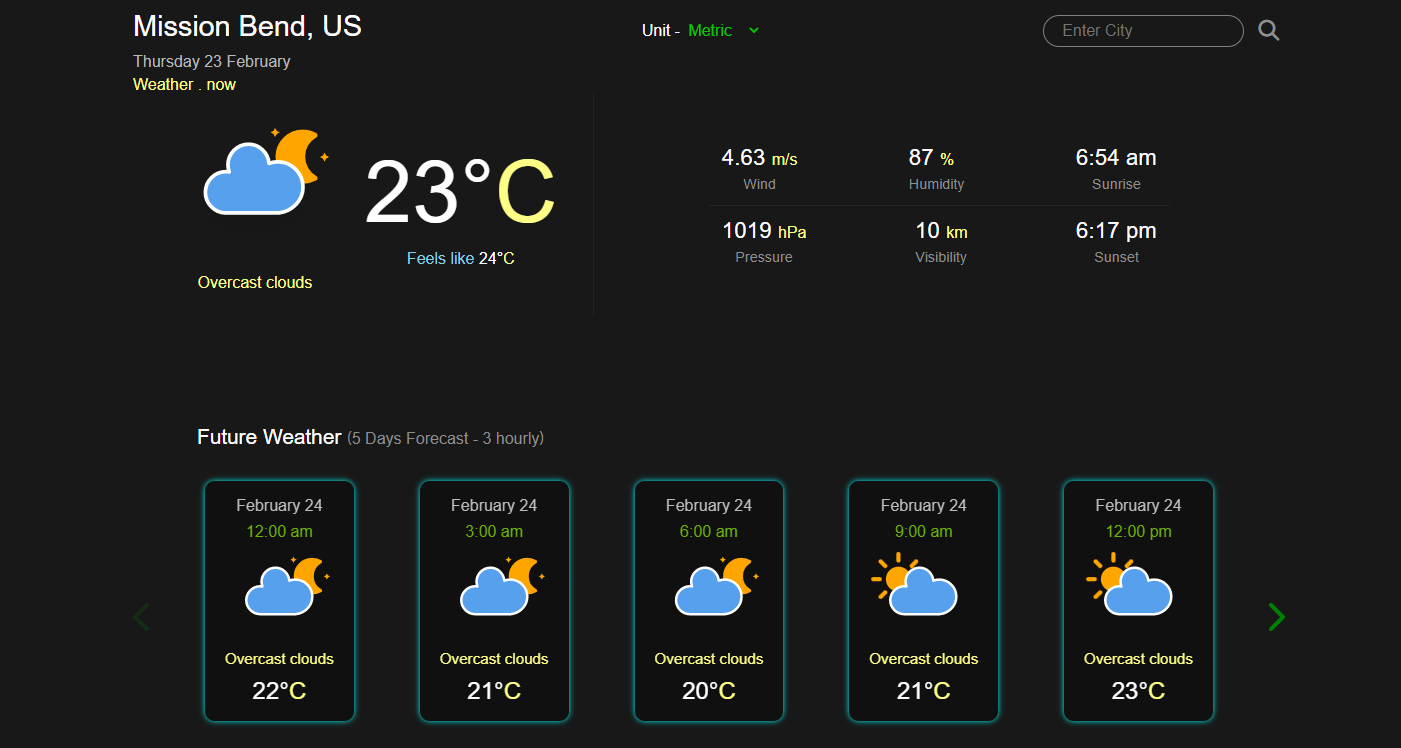 Mission Bend, US
Unit - Metric
Enter City
Thursday 23 February
Weather . now
23°C
Feels like 24°C
Overcast clouds
4.63 m/s
Wind
87 %
Humidity
6:54 am
Sunrise
1019 hPa
Pressure
10 km
Visibility
6:17 pm
Sunset
Future Weather (5 Days Forecast - 3 hourly)
February 24
12:00 am
Overcast clouds
22°C
February 24
3:00 am
Overcast clouds
21°C
February 24
6:00 am
Overcast clouds
20°C
February 24
9:00 am
Overcast clouds
21°C
February 24
12:00 pm
Overcast clouds
23°C